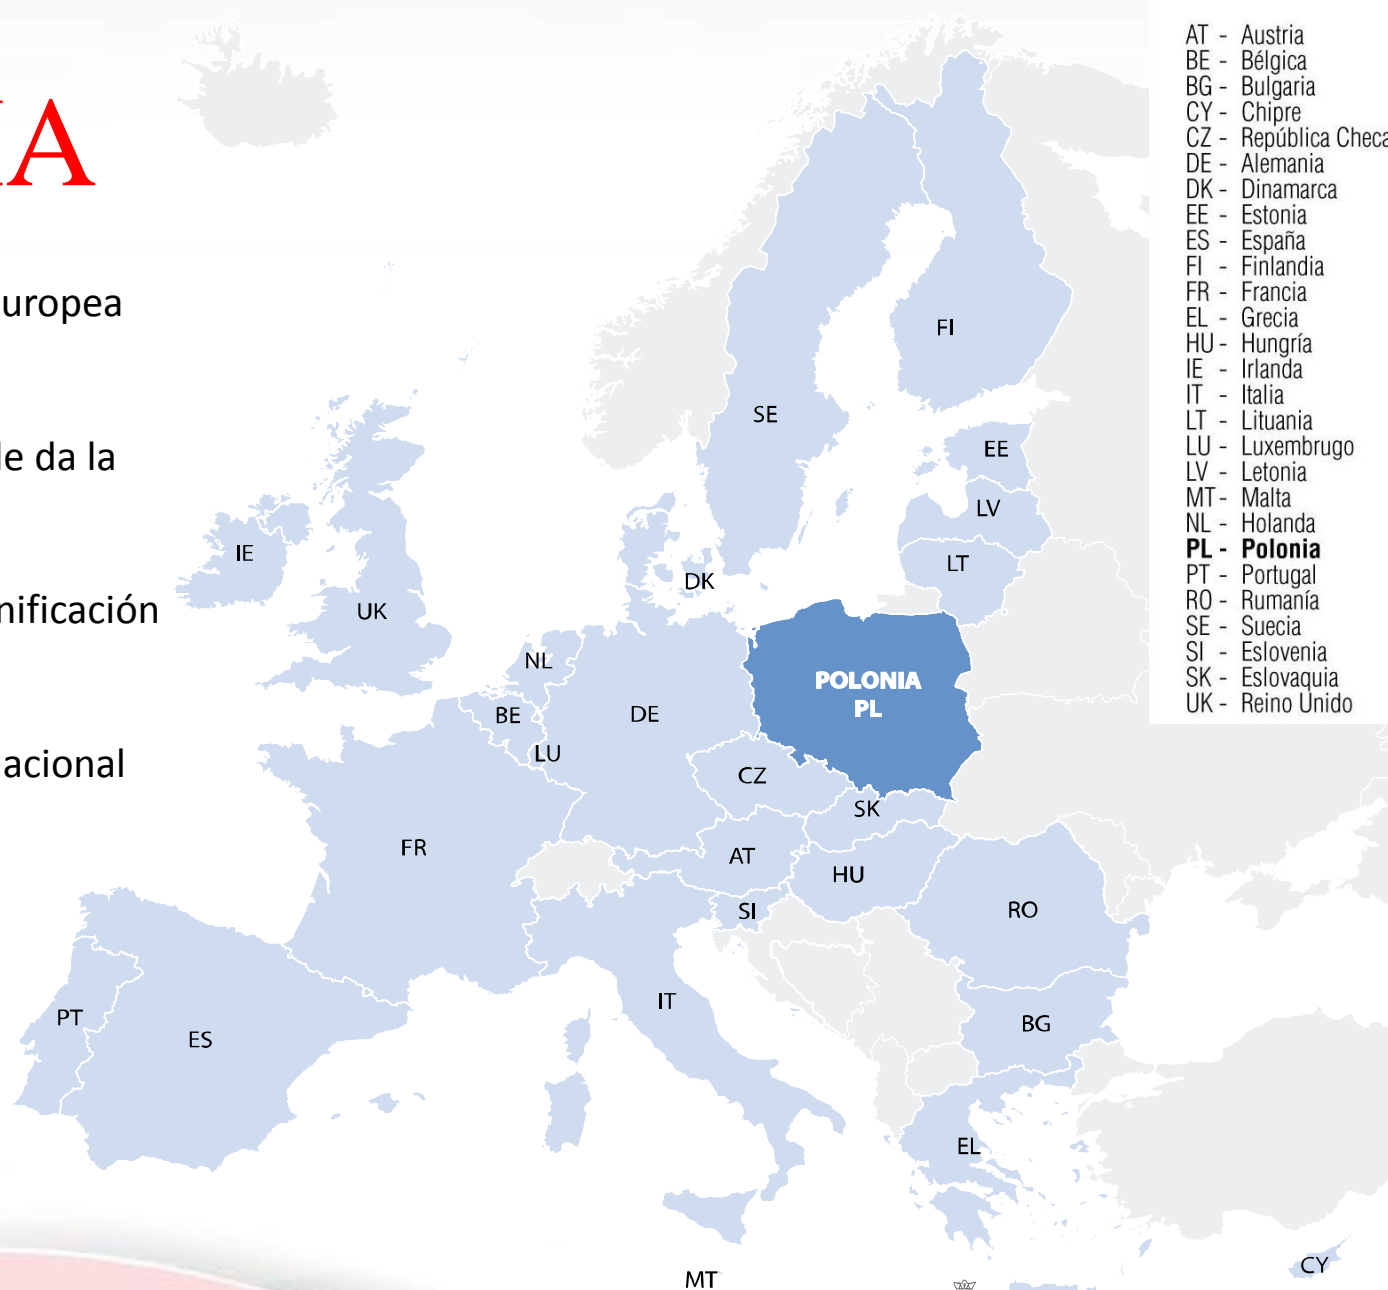 IA
uropea
le da la
nificación
acional
AT - Austria
BE - Bélgica
BG - Bulgaria
CY - Chipre
CZ - República Checa
DE - Alemania
DK - Dinamarca
EE - Estonia
ES - España
FI - Finlandia
FR - Francia
EL - Grecia
HU - Hungría
IE - Irlanda
IT - Italia
LT - Lituania
LU - Luxembrugo
LV - Letonia
MT - Malta
NL - Holanda
PL - Polonia
PT - Portugal
RO - Rumanía
SE - Suecia
SI - Eslovenia
SK - Eslovaquia
UK - Reino Unido
FI
SE
EE
LV
LT
IE
DK
UK
NL
POLONIA
PL
BE
DE
LU
CZ
SK
FR
AT
HU
SI
RO
IT
PT
BG
ES
EL
CY
MT